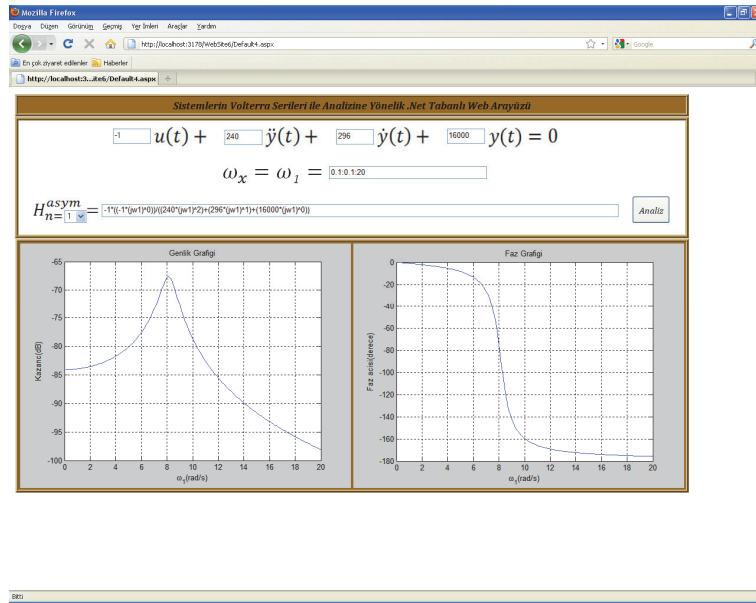 Mozilla Firefox
Dosya Düzen Görünüm Geçmiş Yer İmleri Araçlar Yardım
http://localhost:3178/WebSite6/Default4.aspx
Google
En çok ziyaret edilenler Haberler
http://localhost:3...ite6/Default4.aspx
Sistemlerin Volterra Serileri ile Analizine Yönelik .Net Tabanlı Web Arayüzü
-1 u(t) + 240 ÿ(t) + 296 ẏ(t) + 16000 y(t) = 0
ωx = ω1 = 0.1:0.1:20
H asym n= 1 = -1*((-1*(jw1)^0))/((240*(jw1)^2)+(296*(jw1)^1)+(16000*(jw1)^0)) Analiz
Genlik Grafigi
-65
-70
-75
-80
-85
-90
-95
-100
Kazanc(dB)
0 2 4 6 8 10 12 14 16 18 20
ω1(rad/s)
Faz Grafigi
0
-20
-40
-60
-80
-100
-120
-140
-160
-180
Faz acisi(derece)
0 2 4 6 8 10 12 14 16 18 20
ω1(rad/s)
Bitti